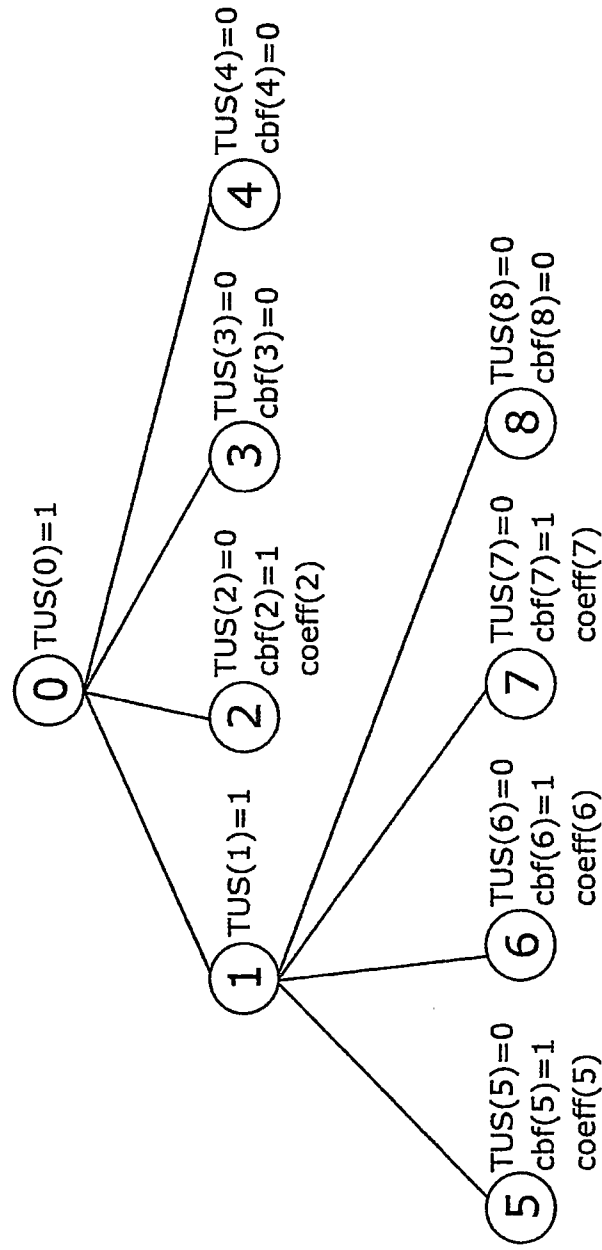 0
TUS(0)=1
1
TUS(1)=1
2
TUS(2)=0
cbf(2)=1
coeff(2)
3
TUS(3)=0
cbf(3)=0
4
TUS(4)=0
cbf(4)=0
5
TUS(5)=0
cbf(5)=1
coeff(5)
6
TUS(6)=0
cbf(6)=1
coeff(6)
7
TUS(7)=0
cbf(7)=1
coeff(7)
8
TUS(8)=0
cbf(8)=0